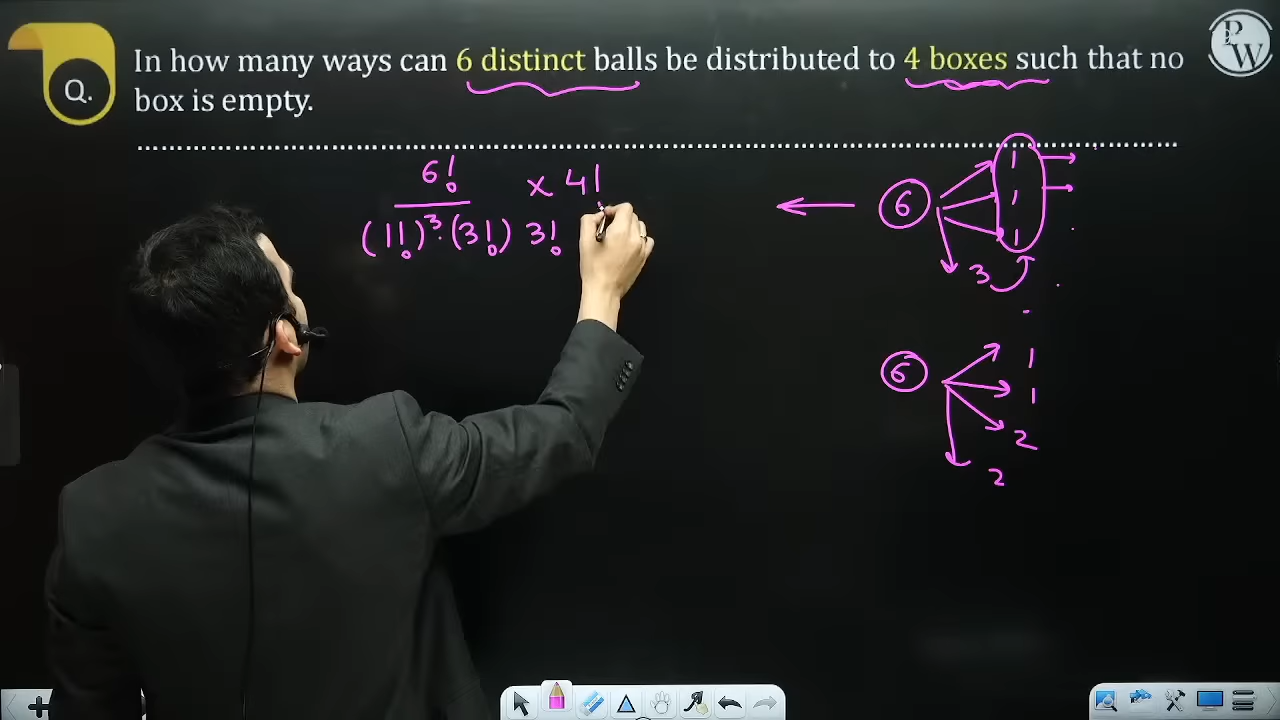 Q. In how many ways can 6 distinct balls be distributed to 4 boxes such that no
box is empty.
PW
6! × 4!
(1!)³·(3!) 3!
6 1
1
1
3
6 1
1
2
2